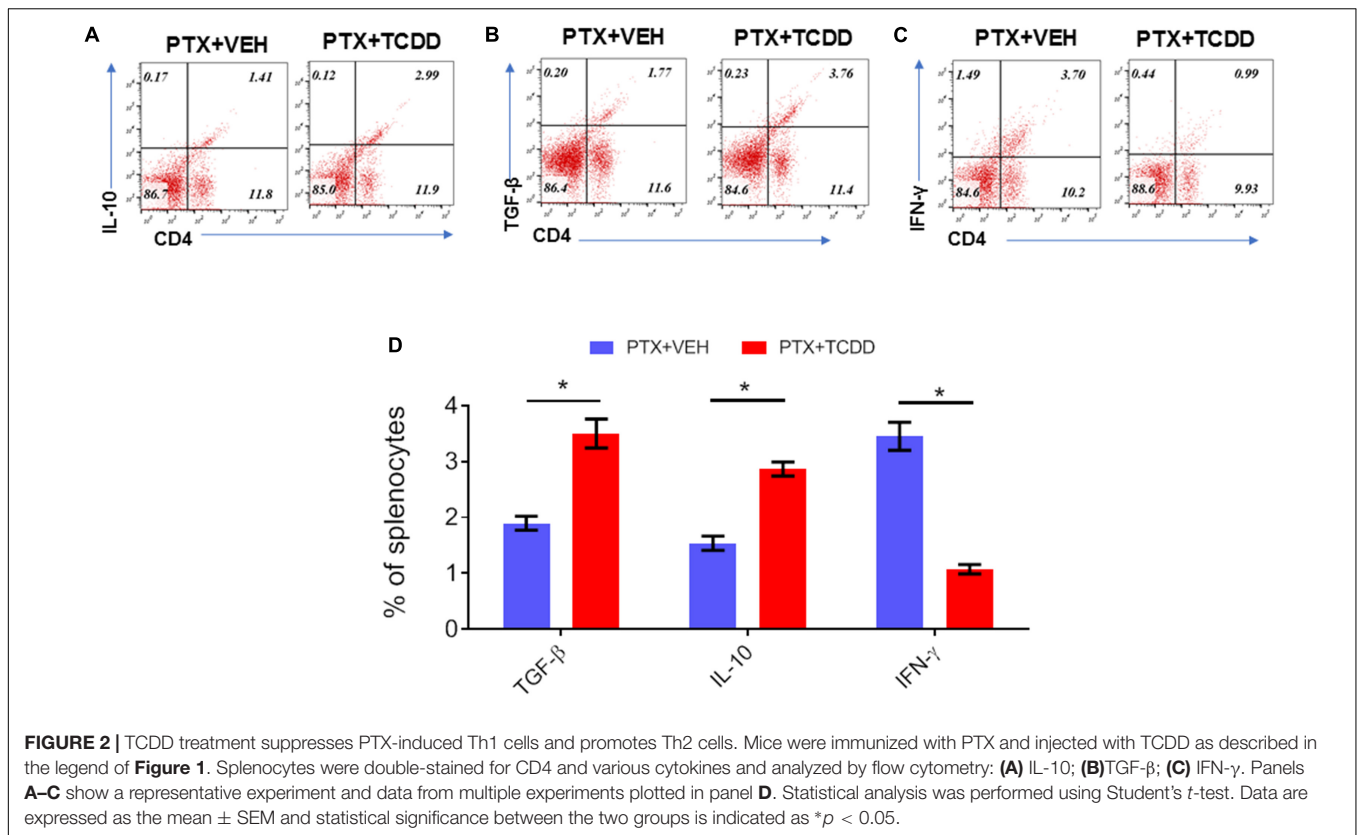 A
PTX+VEH PTX+TCDD
0.17 1.41 0.12 2.99
86.7 11.8 85.0 11.9
IL-10
CD4
B
PTX+VEH PTX+TCDD
0.20 1.77 0.23 3.76
86.4 11.6 84.6 11.4
TGF-β
CD4
C
PTX+VEH PTX+TCDD
1.49 3.70 0.44 0.99
84.6 10.2 88.6 9.93
IFN-γ
CD4
D
PTX+VEH PTX+TCDD
* * *
% of splenocytes
4
3
2
1
0
TGF-β IL-10 IFN-γ
FIGURE 2 | TCDD treatment suppresses PTX-induced Th1 cells and promotes Th2 cells. Mice were immunized with PTX and injected with TCDD as described in
the legend of Figure 1. Splenocytes were double-stained for CD4 and various cytokines and analyzed by flow cytometry: (A) IL-10; (B)TGF-β; (C) IFN-γ. Panels
A–C show a representative experiment and data from multiple experiments plotted in panel D. Statistical analysis was performed using Student's t-test. Data are
expressed as the mean ± SEM and statistical significance between the two groups is indicated as *p < 0.05.